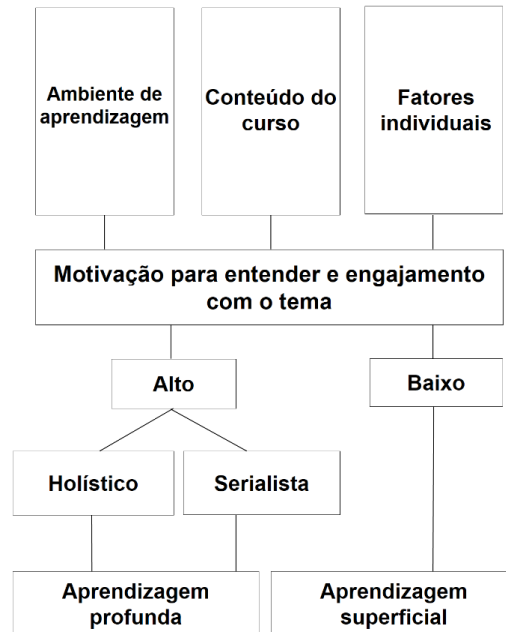 Ambiente de
aprendizagem
Conteúdo do
curso
Fatores
individuais
Motivação para entender e engajamento
com o tema
Alto
Baixo
Holístico
Serialista
Aprendizagem
profunda
Aprendizagem
superficial